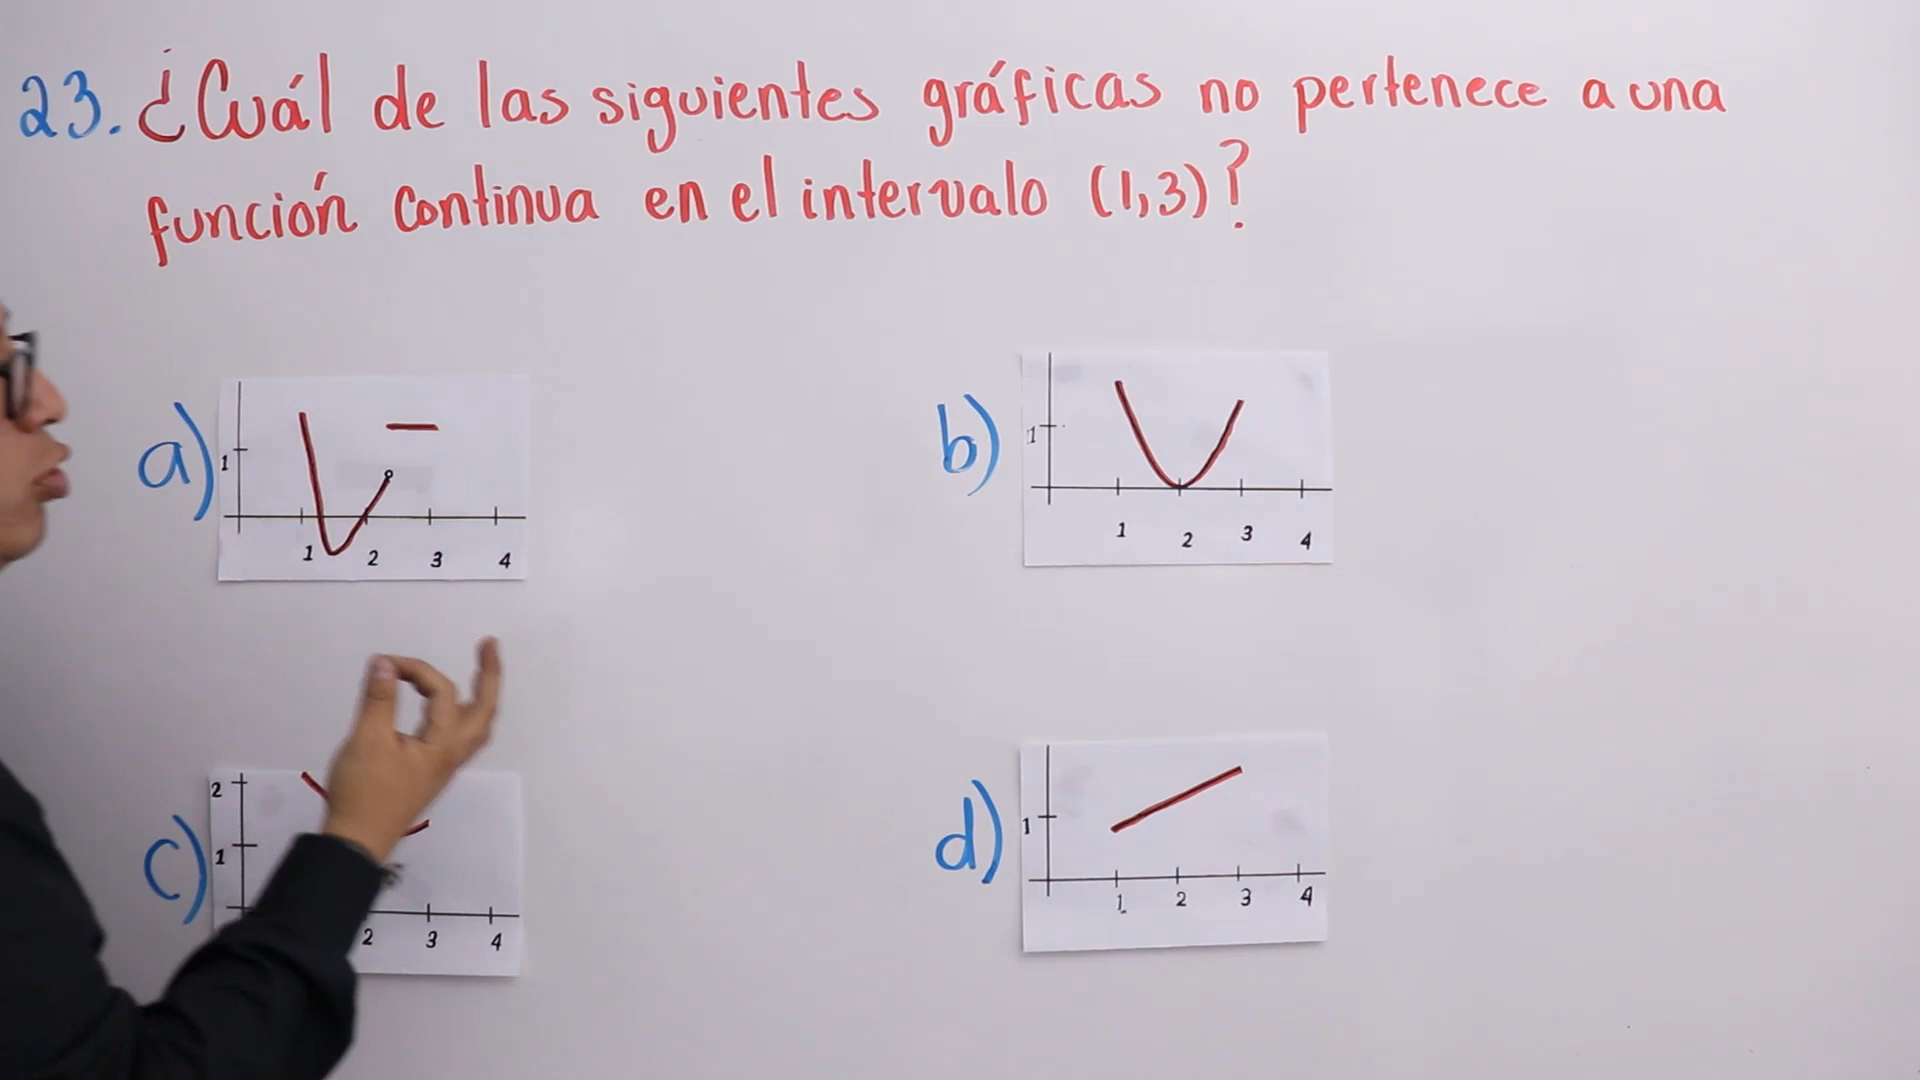 23. ¿Cuál de las siguientes gráficas no pertenece a una
función continua en el intervalo (1,3)?
a)
1
1 2 3 4
b)
1
1 2 3 4
c)
2
1
2 3 4
d)
1
1 2 3 4